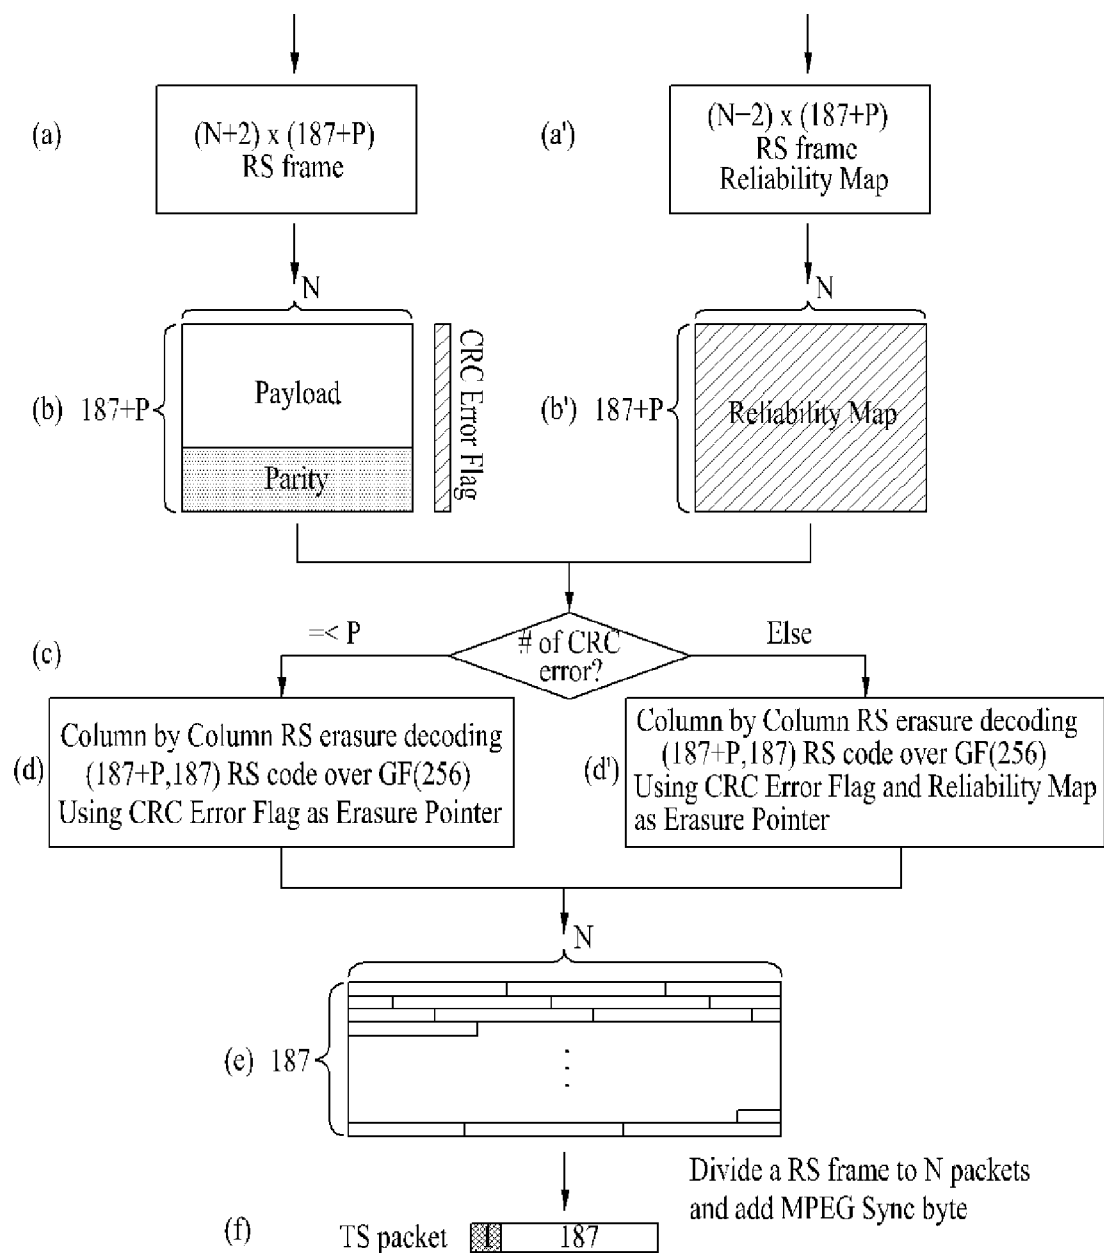 (a)
(N+2) x (187+P)
RS frame
(a')
(N−2) x (187+P)
RS frame
Reliability Map
N
N
(b)
187+P
Payload
Parity
CRC Error Flag
(b')
187+P
Reliability Map
(c)
=< P
# of CRC
error?
Else
(d)
Column by Column RS erasure decoding
(187+P,187) RS code over GF(256)
Using CRC Error Flag as Erasure Pointer
(d')
Column by Column RS erasure decoding
(187+P,187) RS code over GF(256)
Using CRC Error Flag and Reliability Map
as Erasure Pointer
N
(e)
187
Divide a RS frame to N packets
and add MPEG Sync byte
(f)
TS packet
1
187